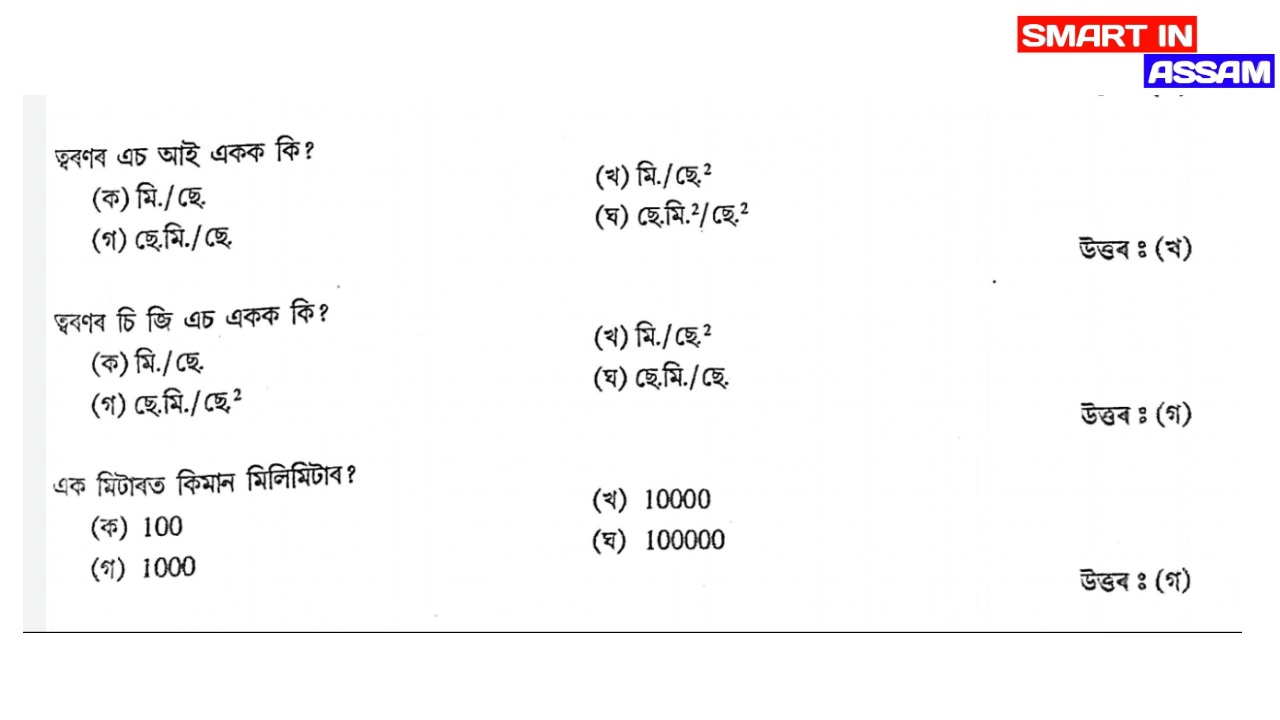 SMART IN
ASSAM
ত্বৰণৰ এচ আই একক কি?
(ক) মি./ছে.
(খ) মি./ছে.²
(গ) ছে.মি./ছে.
(ঘ) ছে.মি.²/ছে.²
উত্তৰ ঃ (খ)
ত্বৰণৰ চি জি এচ একক কি?
(ক) মি./ছে.
(খ) মি./ছে.²
(গ) ছে.মি./ছে.²
(ঘ) ছে.মি./ছে.
উত্তৰ ঃ (গ)
এক মিটাৰত কিমান মিলিমিটাৰ?
(ক) 100
(খ) 10000
(গ) 1000
(ঘ) 100000
উত্তৰ ঃ (গ)